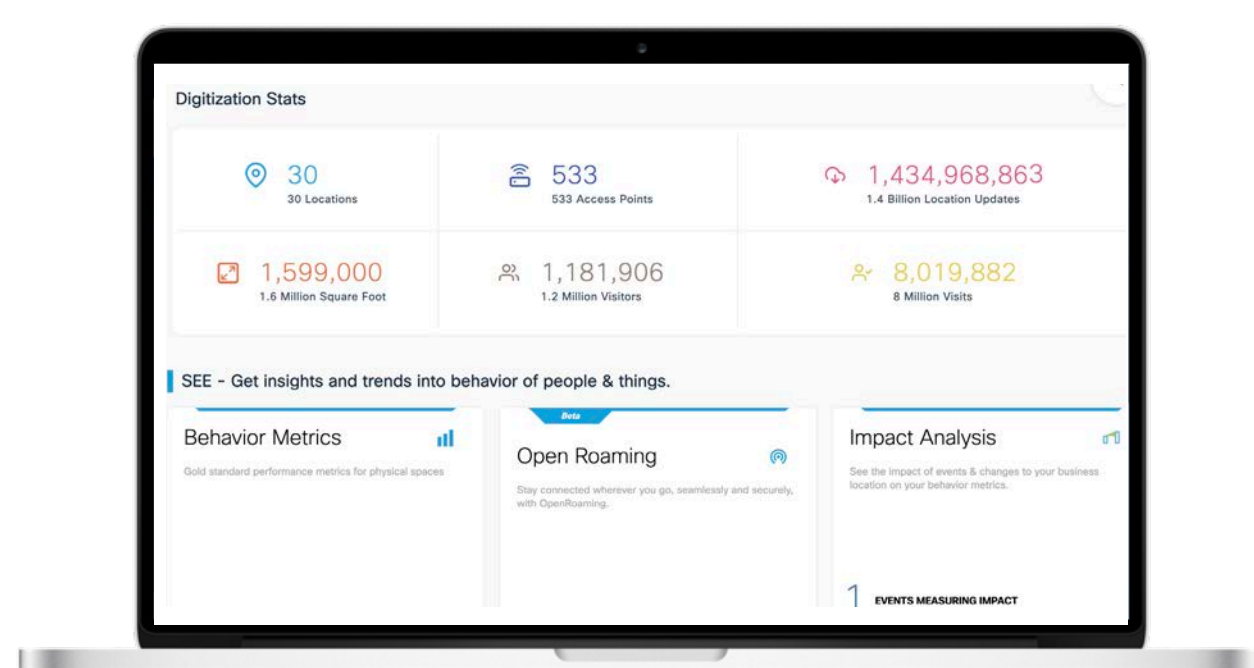 Digitization Stats
30
30 Locations
533
533 Access Points
1,434,968,863
1.4 Billion Location Updates
1,599,000
1.6 Million Square Foot
1,181,906
1.2 Million Visitors
8,019,882
8 Million Visits
SEE - Get insights and trends into behavior of people & things.
Behavior Metrics
Gold standard performance metrics for physical spaces
Beta
Open Roaming
Stay connected wherever you go, seamlessly and securely,
with OpenRoaming.
Impact Analysis
See the impact of events & changes to your business
location on your behavior metrics.
1 EVENTS MEASURING IMPACT